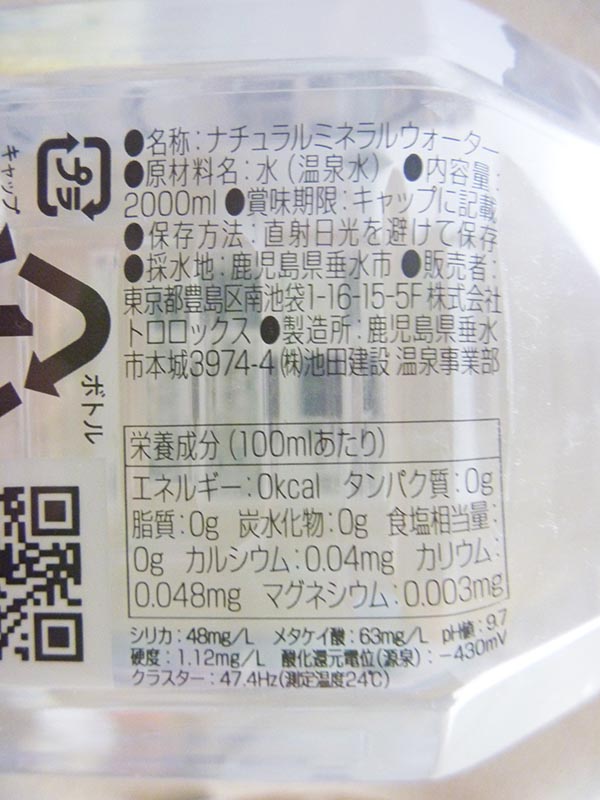 ●名称：ナチュラルミネラルウォーター
●原材料名：水（温泉水） ●内容量：
2000ml ●賞味期限：キャップに記載
●保存方法：直射日光を避けて保存
●採水地：鹿児島県垂水市 ●販売者：
東京都豊島区南池袋1-16-15-5F 株式会社
トロロックス ●製造所：鹿児島県垂水
市本城3974-4 ㈱池田建設 温泉事業部
栄養成分（100mlあたり）
エネルギー：0kcal タンパク質：0g
脂質：0g 炭水化物：0g 食塩相当量：
0g カルシウム：0.04mg カリウム：
0.048mg マグネシウム：0.003mg
シリカ：48mg/L メタケイ酸：63mg/L pH値：9.7
硬度：1.12mg/L 酸化還元電位(源泉)：－430mV
クラスター：47.4Hz(測定温度24℃)
プラ
キャップ
ボトル